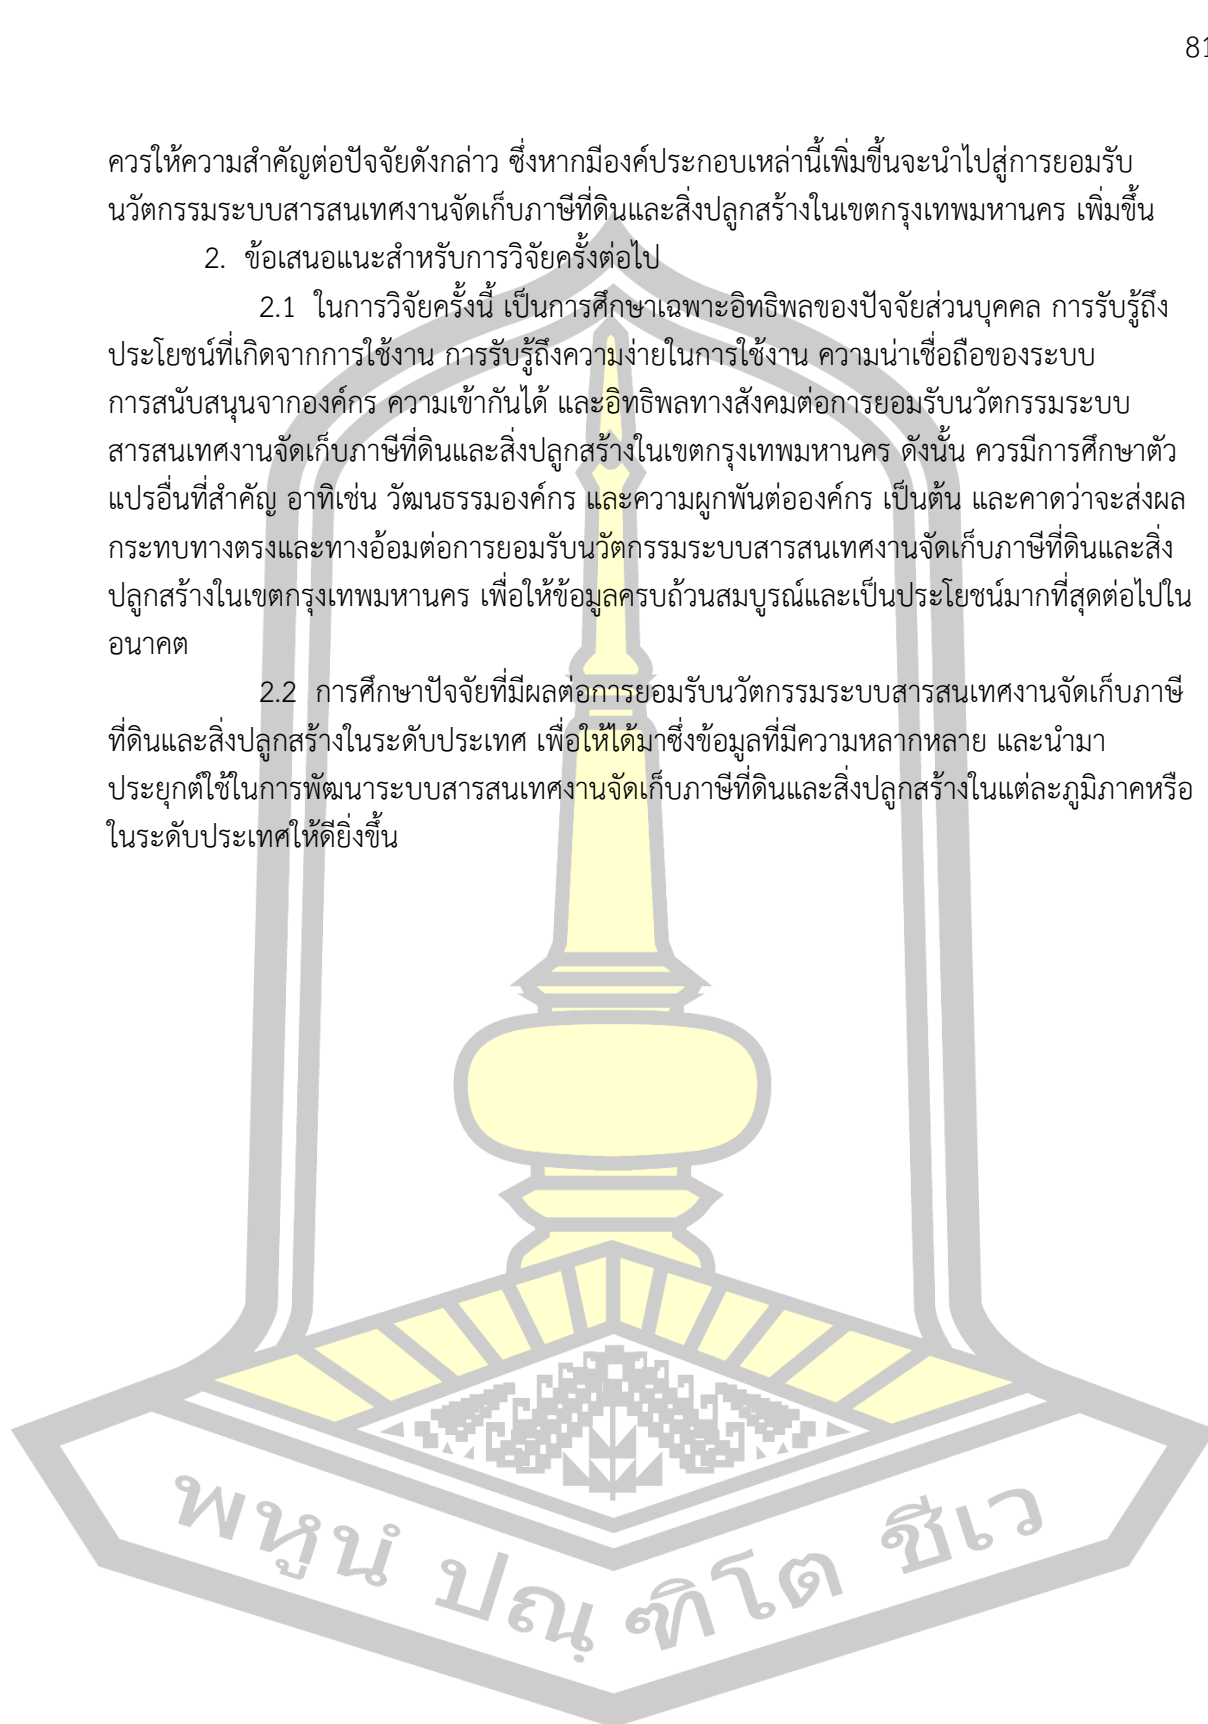 81
ควรให้ความสำคัญต่อปัจจัยดังกล่าว ซึ่งหากมีองค์ประกอบเหล่านี้เพิ่มขึ้นจะนำไปสู่การยอมรับ
นวัตกรรมระบบสารสนเทศงานจัดเก็บภาษีที่ดินและสิ่งปลูกสร้างในเขตกรุงเทพมหานคร เพิ่มขึ้น
2. ข้อเสนอแนะสำหรับการวิจัยครั้งต่อไป
2.1 ในการวิจัยครั้งนี้ เป็นการศึกษาเฉพาะอิทธิพลของปัจจัยส่วนบุคคล การรับรู้ถึง
ประโยชน์ที่เกิดจากการใช้งาน การรับรู้ถึงความง่ายในการใช้งาน ความน่าเชื่อถือของระบบ
การสนับสนุนจากองค์กร ความเข้ากันได้ และอิทธิพลทางสังคมต่อการยอมรับนวัตกรรมระบบ
สารสนเทศงานจัดเก็บภาษีที่ดินและสิ่งปลูกสร้างในเขตกรุงเทพมหานคร ดังนั้น ควรมีการศึกษาตัว
แปรอื่นที่สำคัญ อาทิเช่น วัฒนธรรมองค์กร และความผูกพันต่อองค์กร เป็นต้น และคาดว่าจะส่งผล
กระทบทางตรงและทางอ้อมต่อการยอมรับนวัตกรรมระบบสารสนเทศงานจัดเก็บภาษีที่ดินและสิ่ง
ปลูกสร้างในเขตกรุงเทพมหานคร เพื่อให้ข้อมูลครบถ้วนสมบูรณ์และเป็นประโยชน์มากที่สุดต่อไปใน
อนาคต
2.2 การศึกษาปัจจัยที่มีผลต่อการยอมรับนวัตกรรมระบบสารสนเทศงานจัดเก็บภาษี
ที่ดินและสิ่งปลูกสร้างในระดับประเทศ เพื่อให้ได้มาซึ่งข้อมูลที่มีความหลากหลาย และนำมา
ประยุกต์ใช้ในการพัฒนาระบบสารสนเทศงานจัดเก็บภาษีที่ดินและสิ่งปลูกสร้างในแต่ละภูมิภาคหรือ
ในระดับประเทศให้ดียิ่งขึ้น
พหูนํ ปณฺ ฑิโต ชีเว